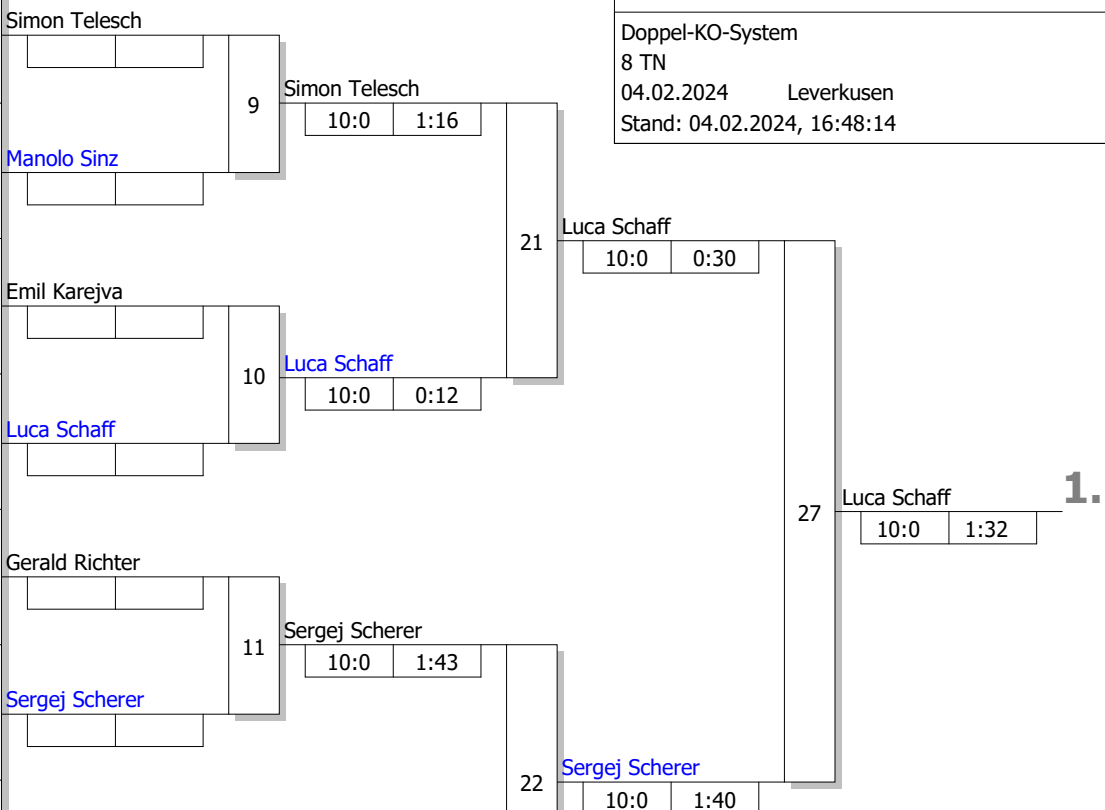 Simon Telesch
Doppel-KO-System
8 TN
04.02.2024 Leverkusen
Stand: 04.02.2024, 16:48:14
9
Simon Telesch
10:0 1:16
Manolo Sinz
21
Luca Schaff
10:0 0:30
Emil Karejva
10
Luca Schaff
10:0 0:12
Luca Schaff
27
Luca Schaff
1.
10:0 1:32
Gerald Richter
11
Sergej Scherer
10:0 1:43
Sergej Scherer
22
Sergej Scherer
10:0 1:40